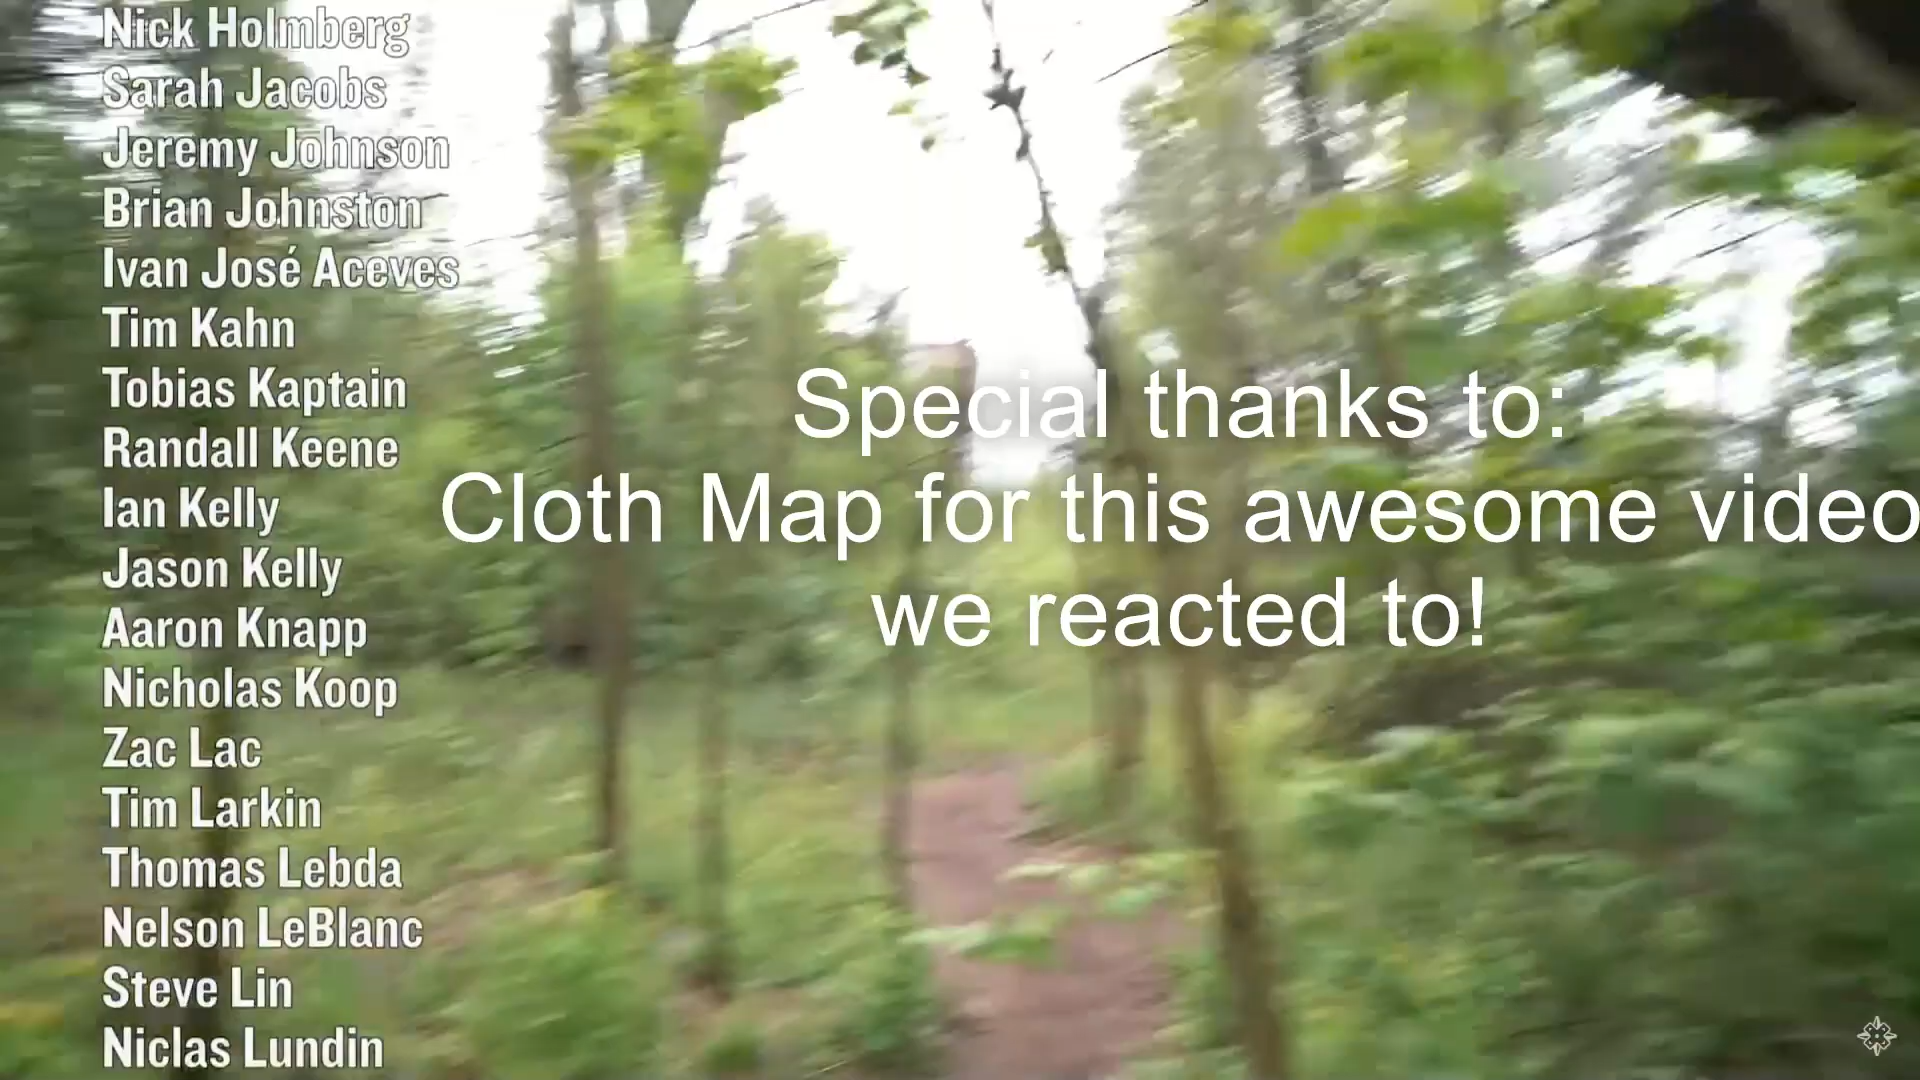 Nick Holmberg
Sarah Jacobs
Jeremy Johnson
Brian Johnston
Ivan José Aceves
Tim Kahn
Tobias Kaptain
Randall Keene
Ian Kelly
Jason Kelly
Aaron Knapp
Nicholas Koop
Zac Lac
Tim Larkin
Thomas Lebda
Nelson LeBlanc
Steve Lin
Niclas Lundin
Special thanks to:
Cloth Map for this awesome video
we reacted to!